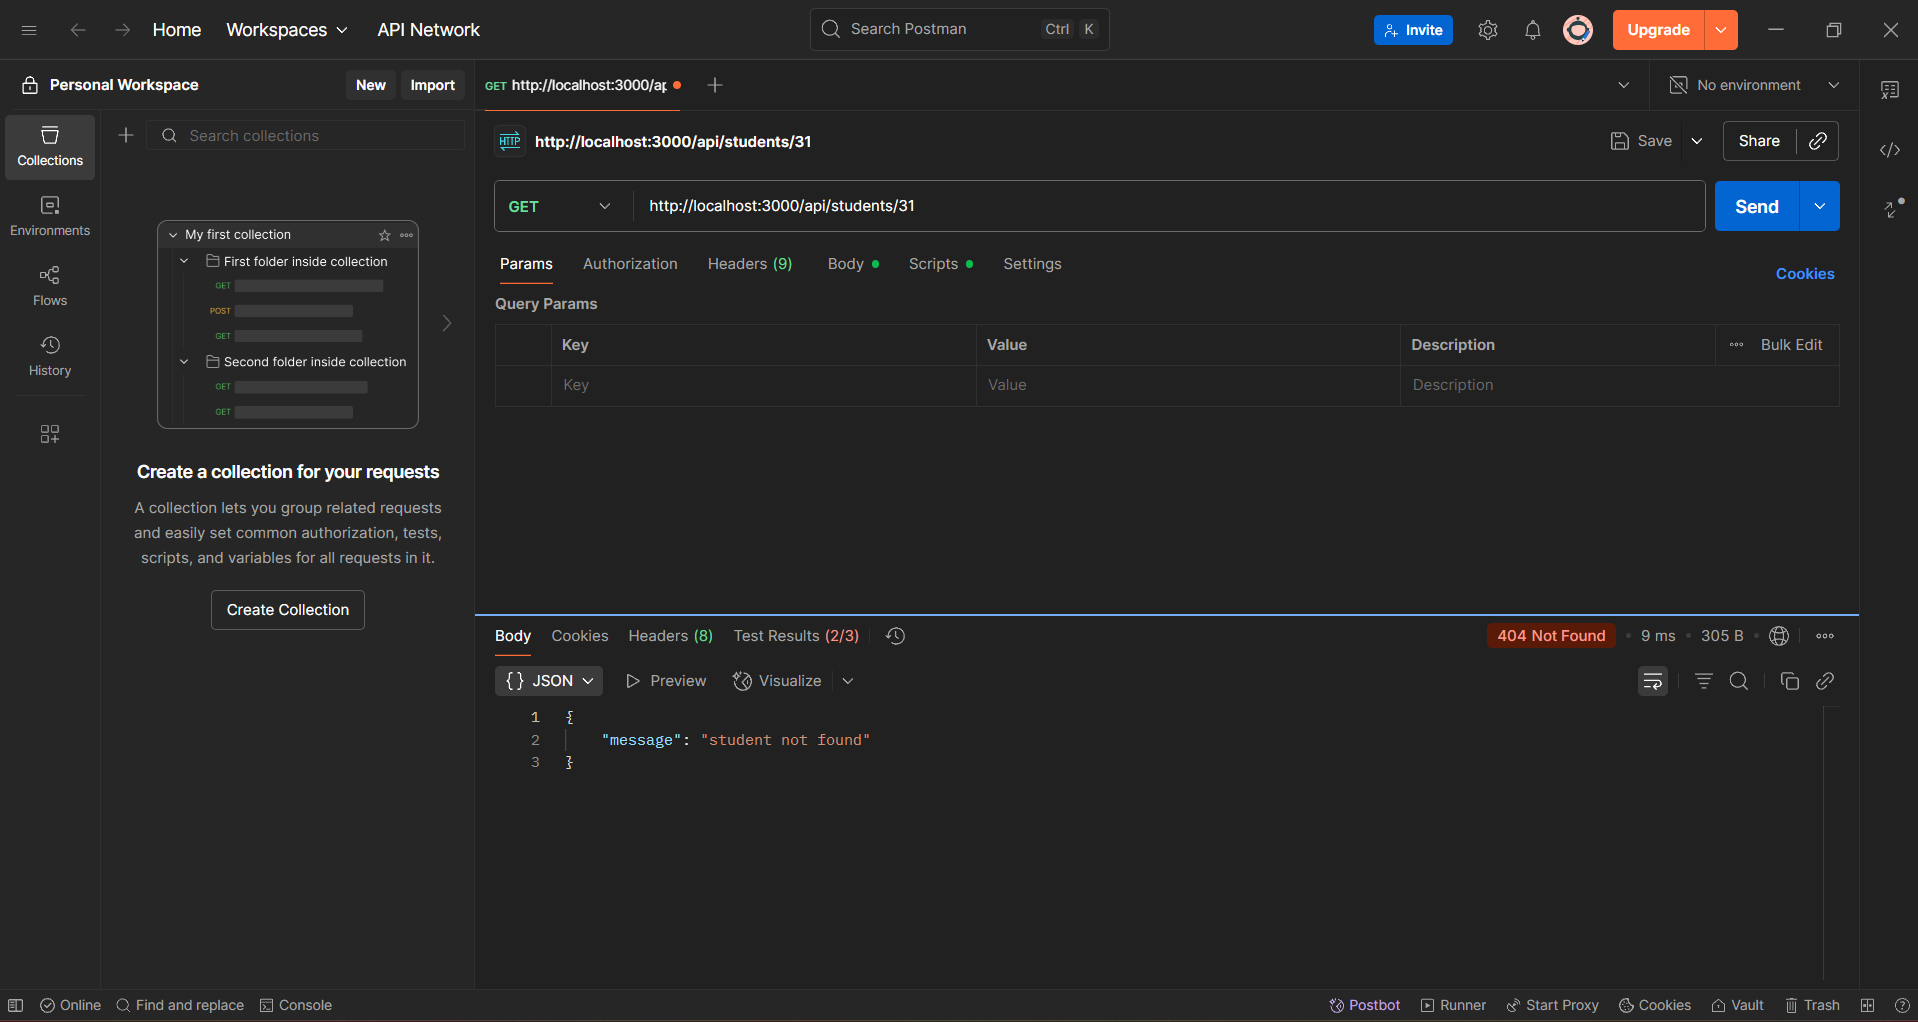 Home Workspaces API Network Search Postman Ctrl K Invite Upgrade
Personal Workspace New Import GET http://localhost:3000/ap No environment
Collections
Search collections
http://localhost:3000/api/students/31 Save Share
Environments
GET http://localhost:3000/api/students/31 Send
Flows
History
My first collection
First folder inside collection
GET
POST
GET
Second folder inside collection
GET
GET
Create a collection for your requests
A collection lets you group related requests
and easily set common authorization, tests,
scripts, and variables for all requests in it.
Create Collection
Params Authorization Headers (9) Body Scripts Settings Cookies
Query Params
Key Value Description Bulk Edit
Key Value Description
Body Cookies Headers (8) Test Results (2/3) 404 Not Found 9 ms 305 B
{} JSON Preview Visualize
1 {
2 "message": "student not found"
3 }
Online Find and replace Console Postbot Runner Start Proxy Cookies Vault Trash